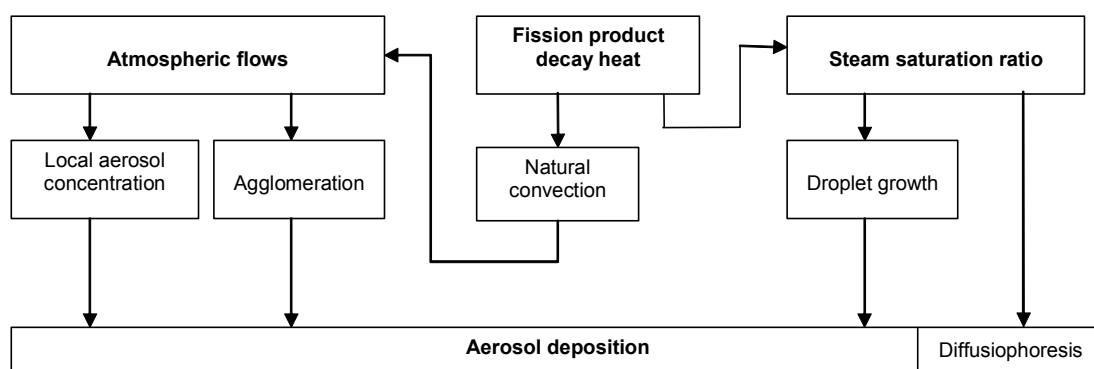 Atmospheric flows
Fission product
decay heat
Steam saturation ratio
Local aerosol
concentration
Agglomeration
Natural
convection
Droplet growth
Aerosol deposition
Diffusiophoresis